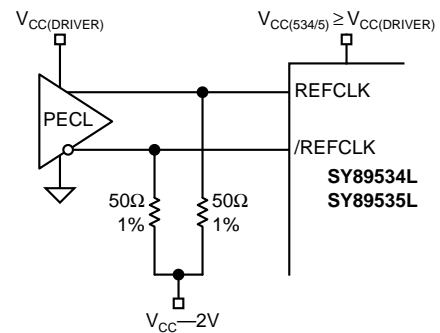 VCC(DRIVER)
VCC(534/5) ≥ VCC(DRIVER)
REFCLK
PECL
/REFCLK
SY89534L
SY89535L
50Ω
1%
50Ω
1%
VCC—2V